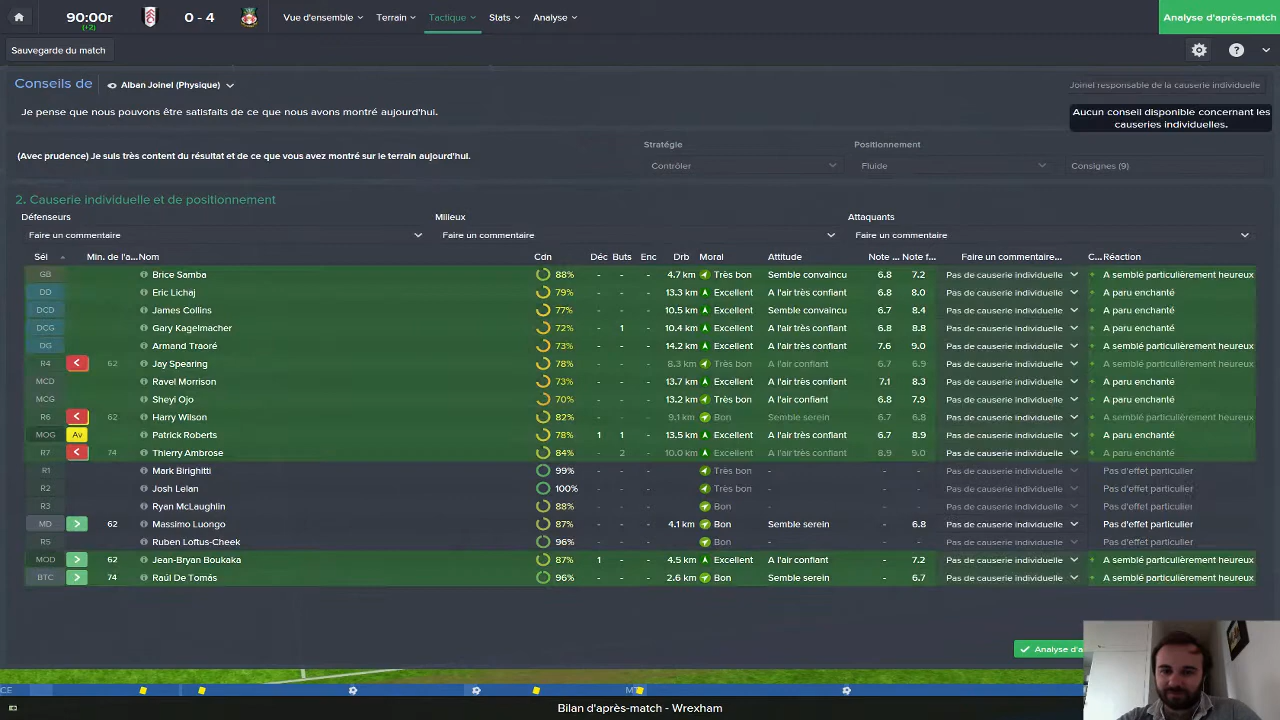 90:00r 0 - 4 Vue d'ensemble Terrain Tactique Stats Analyse Analyse d'après-match
(+2)
Sauvegarde du match
Conseils de Alban Joinel (Physique) Joinel responsable de la causerie individuelle
Je pense que nous pouvons être satisfaits de ce que nous avons montré aujourd'hui. Aucun conseil disponible concernant les causeries individuelles.
Stratégie Positionnement
(Avec prudence) Je suis très content du résultat et de ce que vous avez montré sur le terrain aujourd'hui.
Contrôler Fluide Consignes (9)
2. Causerie individuelle et de positionnement
Défenseurs Milieux Attaquants
Faire un commentaire Faire un commentaire Faire un commentaire
Sél Min. de l'a... Nom Cdn Déc Buts Enc Drb Moral Attitude Note ... Note f... Faire un commentaire... C... Réaction
GB Brice Samba 88% - - - 4.7 km Très bon Semble convaincu 6.8 7.2 Pas de causerie individuelle A semblé particulièrement heureux
DD Eric Lichaj 79% - - - 13.3 km Excellent A l'air très confiant 6.8 8.0 Pas de causerie individuelle A paru enchanté
DCD James Collins 77% - - - 10.5 km Excellent Semble convaincu 6.7 8.4 Pas de causerie individuelle A paru enchanté
DCG Gary Kagelmacher 72% - 1 - 10.4 km Excellent A l'air très confiant 6.8 8.8 Pas de causerie individuelle A paru enchanté
DG Armand Traoré 73% - - - 14.2 km Excellent A l'air très confiant 7.6 9.0 Pas de causerie individuelle A semblé particulièrement heureux
R4 < 62 Jay Spearing 78% - - - 8.3 km Très bon A l'air confiant 6.7 6.9 Pas de causerie individuelle A semblé particulièrement heureux
MCD Ravel Morrison 73% - - - 13.7 km Excellent A l'air très confiant 7.1 8.3 Pas de causerie individuelle A paru enchanté
MCG Sheyi Ojo 70% - - - 13.2 km Très bon A l'air confiant 6.8 7.9 Pas de causerie individuelle A paru enchanté
R6 < 62 Harry Wilson 82% - - - 9.1 km Bon Semble serein 6.7 6.8 Pas de causerie individuelle A semblé particulièrement heureux
MOG Av Patrick Roberts 78% 1 1 - 13.5 km Excellent A l'air très confiant 6.7 8.9 Pas de causerie individuelle A paru enchanté
R7 < 74 Thierry Ambrose 84% - 2 - 10.0 km Excellent A l'air très confiant 8.9 9.0 Pas de causerie individuelle A paru enchanté
R1 Mark Birighitti 99% - - - Très bon - - Pas de causerie individuelle Pas d'effet particulier
R2 Josh Lelan 100% - - - Très bon - - Pas de causerie individuelle Pas d'effet particulier
R3 Ryan McLaughlin 88% - - - Bon - - Pas de causerie individuelle Pas d'effet particulier
MD > 62 Massimo Luongo 87% - - - 4.1 km Bon Semble serein - 6.8 Pas de causerie individuelle Pas d'effet particulier
R5 Ruben Loftus-Cheek 96% - - - Bon - - Pas de causerie individuelle Pas d'effet particulier
MOD > 62 Jean-Bryan Boukaka 87% 1 - - 4.5 km Excellent A l'air confiant - 7.2 Pas de causerie individuelle A semblé particulièrement heureux
BTC > 74 Raúl De Tomás 96% - - - 2.6 km Bon Semble serein - 6.7 Pas de causerie individuelle A semblé particulièrement heureux
Analyse d'a
CE MT
Bilan d'après-match - Wrexham